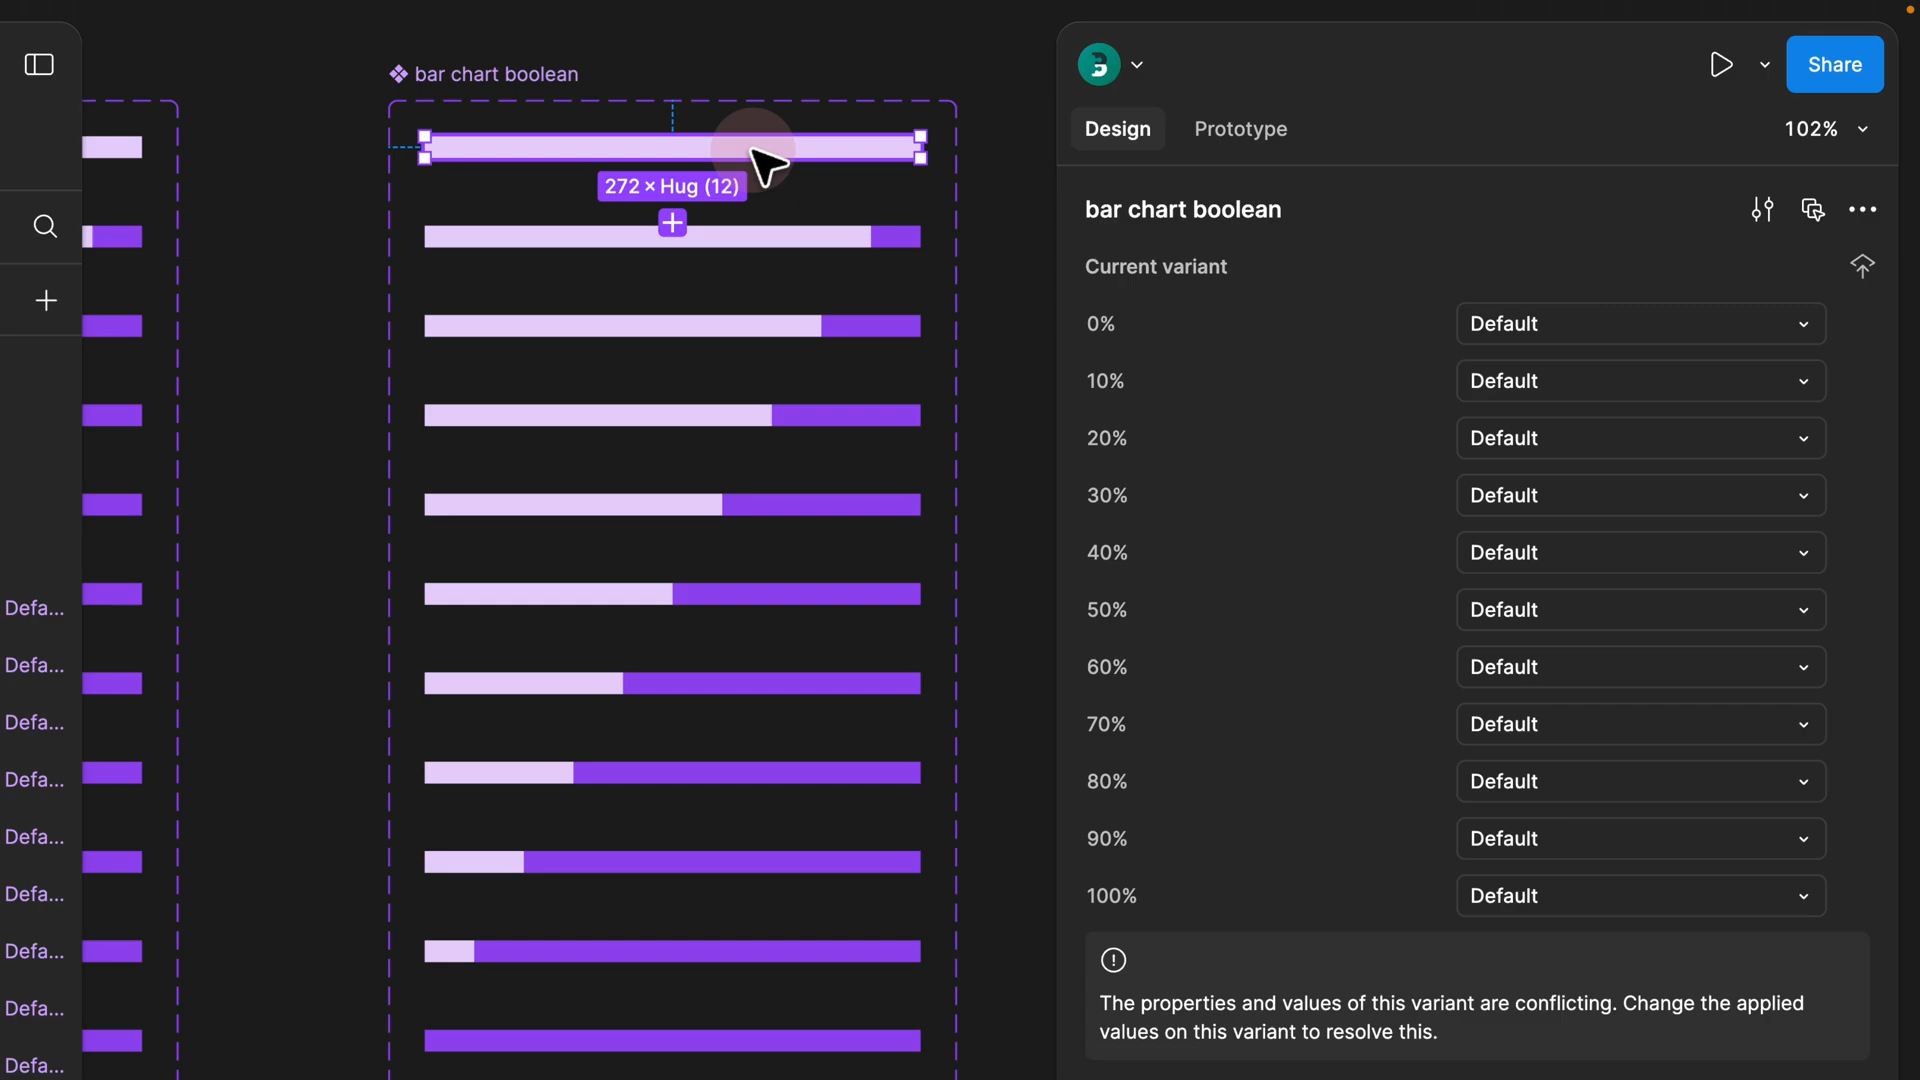 bar chart boolean
272 × Hug (12)
Defa...
Defa...
Defa...
Defa...
Defa...
Defa...
Defa...
Defa...
Defa...
Share
Design
Prototype
102%
bar chart boolean
Current variant
0% Default
10% Default
20% Default
30% Default
40% Default
50% Default
60% Default
70% Default
80% Default
90% Default
100% Default
The properties and values of this variant are conflicting. Change the applied
values on this variant to resolve this.